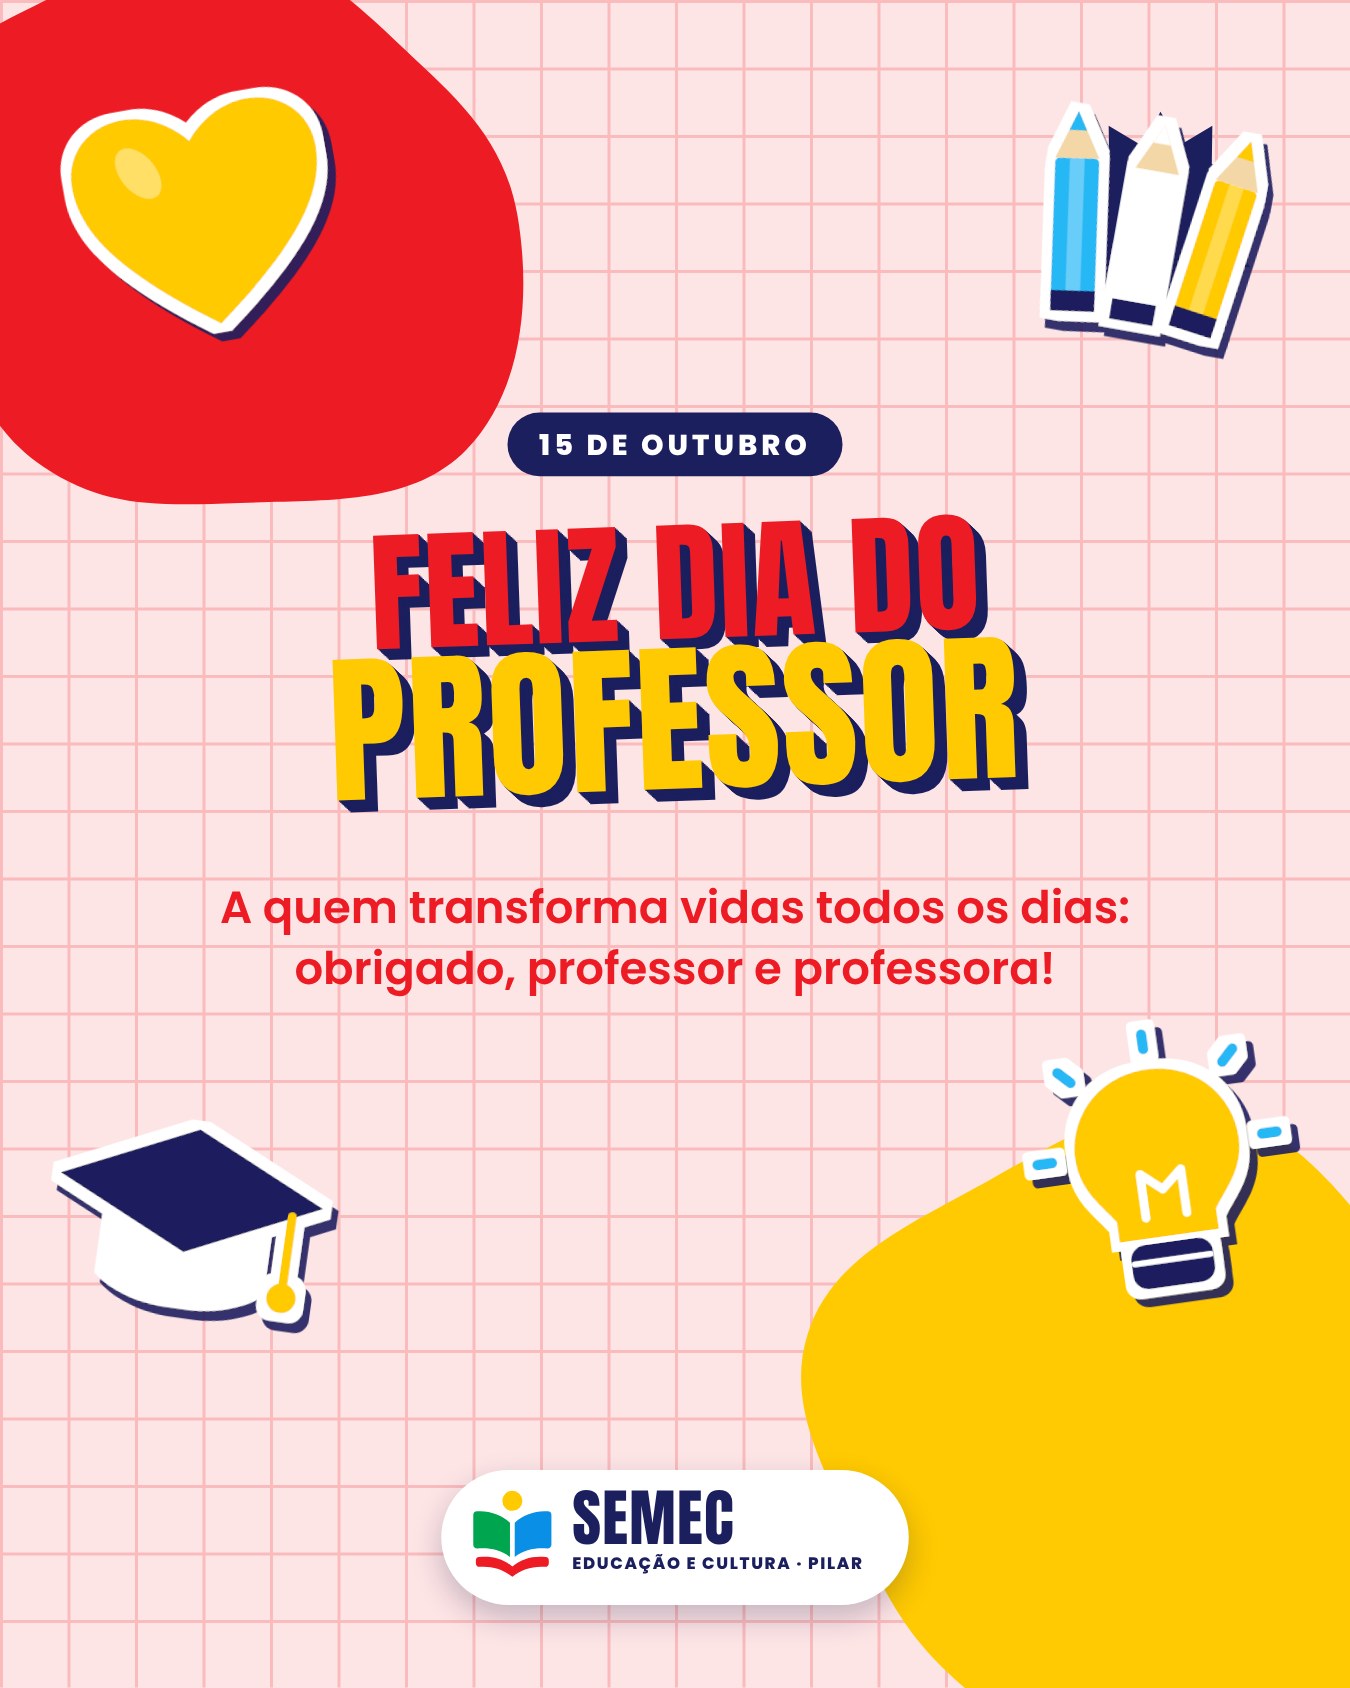 15 DE OUTUBRO
FELIZ DIA DO
PROFESSOR
A quem transforma vidas todos os dias:
obrigado, professor e professora!
SEMEC
EDUCAÇÃO E CULTURA · PILAR